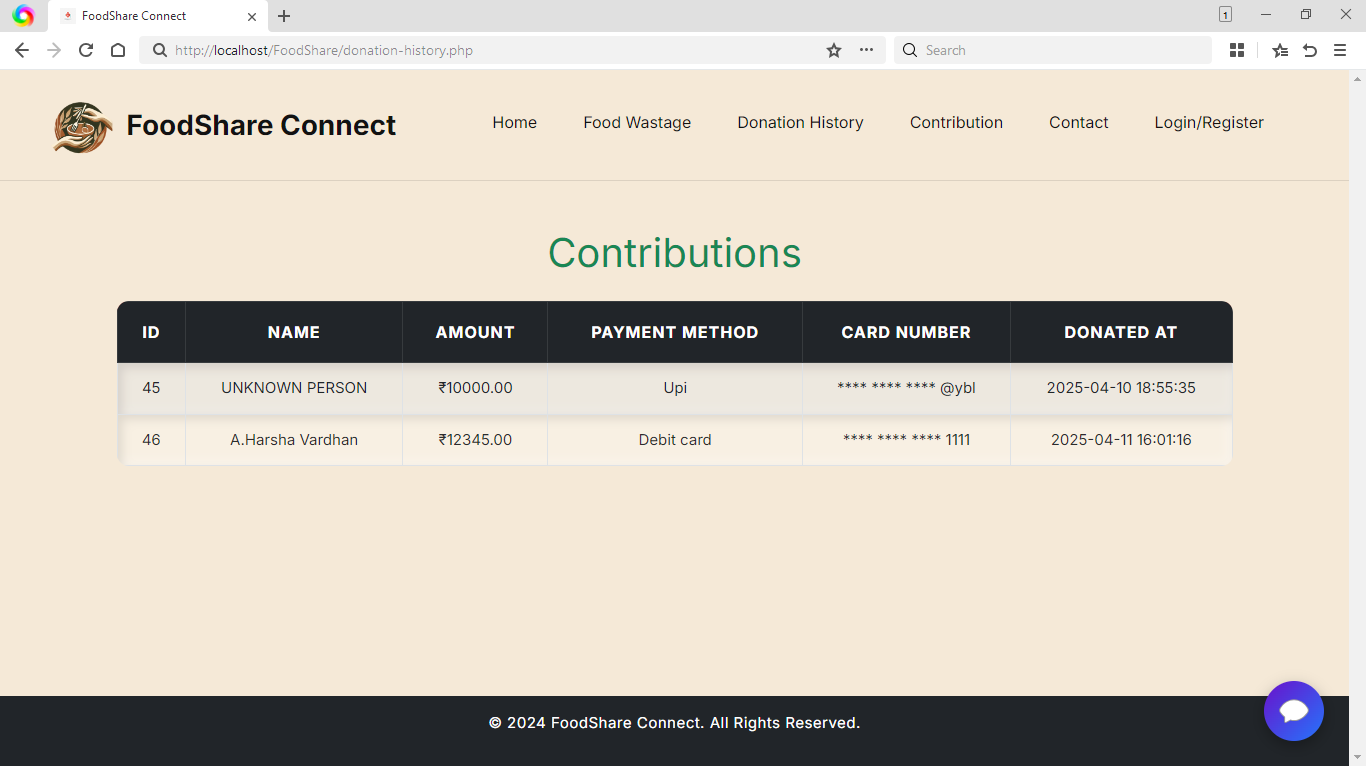 FoodShare Connect
1
http://localhost/FoodShare/donation-history.php
Search
FoodShare Connect
Home Food Wastage Donation History Contribution Contact Login/Register
Contributions
ID NAME AMOUNT PAYMENT METHOD CARD NUMBER DONATED AT
45 UNKNOWN PERSON ₹10000.00 Upi **** **** **** @ybl 2025-04-10 18:55:35
46 A.Harsha Vardhan ₹12345.00 Debit card **** **** **** 1111 2025-04-11 16:01:16
© 2024 FoodShare Connect. All Rights Reserved.